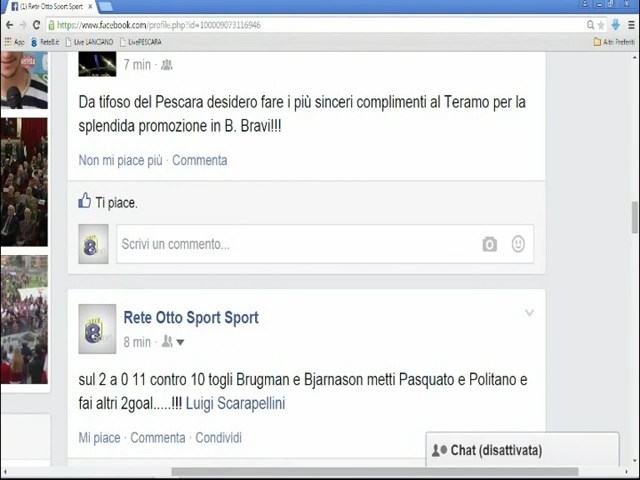 (1) Rete Otto Sport Sport
https://www.facebook.com/profile.php?id=100009073116946
App Rete8.it Live LANCIANO LivePESCARA Altri Preferiti
7 min ·
Da tifoso del Pescara desidero fare i più sinceri complimenti al Teramo per la
splendida promozione in B. Bravi!!!
Non mi piace più · Commenta
Ti piace.
Scrivi un commento...
Rete Otto Sport Sport
8 min ·
sul 2 a 0 11 contro 10 togli Brugman e Bjarnason metti Pasquato e Politano e
fai altri 2goal.....!!! Luigi Scarapellini
Mi piace · Commenta · Condividi
Chat (disattivata)